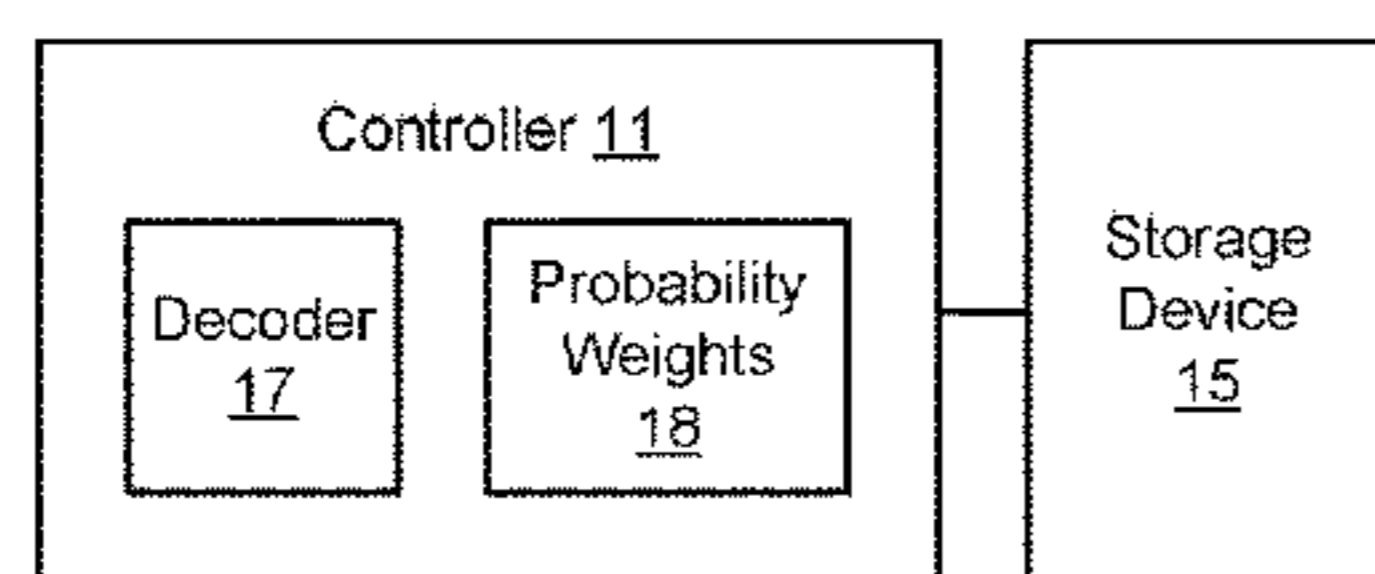 Controller 11
Decoder
17
Probability
Weights
18
Storage
Device
15